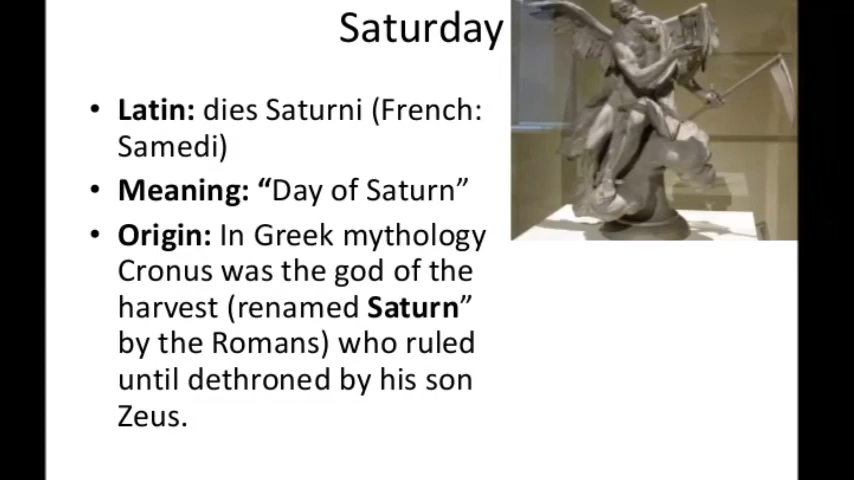 Saturday
• Latin: dies Saturni (French:
Samedi)
• Meaning: “Day of Saturn”
• Origin: In Greek mythology
Cronus was the god of the
harvest (renamed Saturn”
by the Romans) who ruled
until dethroned by his son
Zeus.